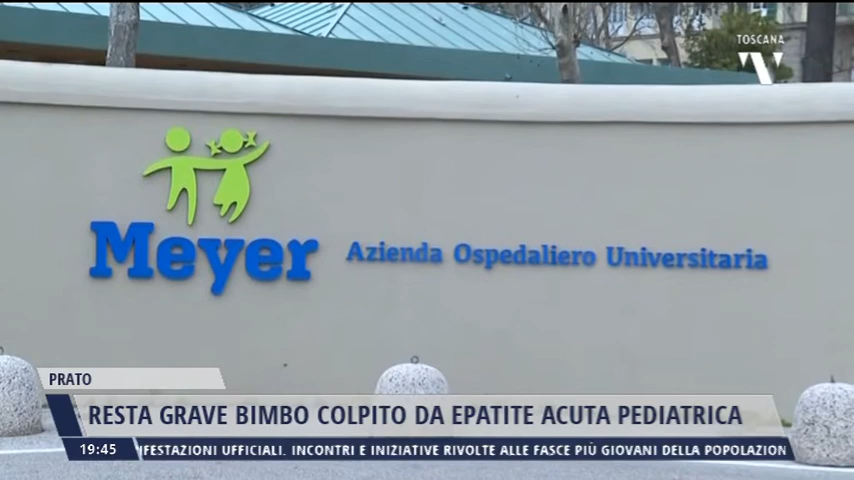 TOSCANA
TV
Meyer
Azienda Ospedaliero Universitaria
PRATO
RESTA GRAVE BIMBO COLPITO DA EPATITE ACUTA PEDIATRICA
19:45
IFESTAZIONI UFFICIALI. INCONTRI E INIZIATIVE RIVOLTE ALLE FASCE PIÙ GIOVANI DELLA POPOLAZION